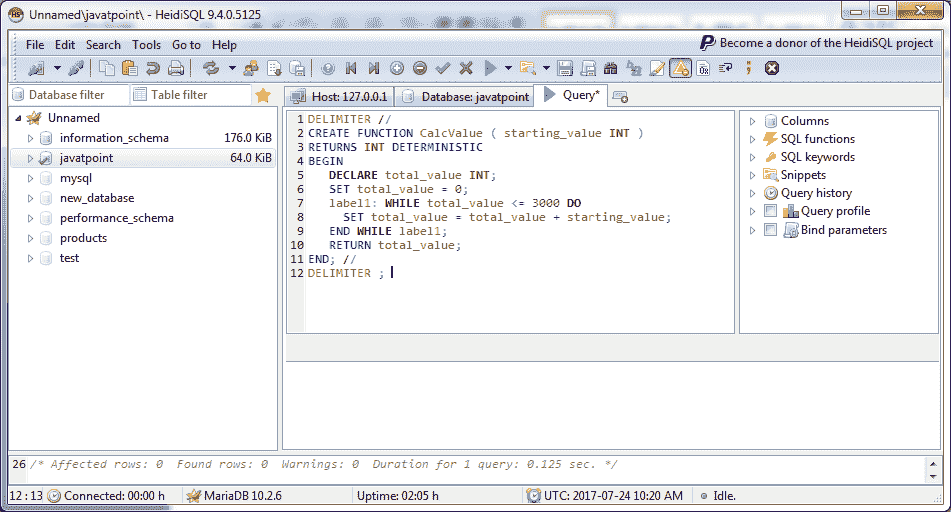 Unnamed\javatpoint\ - HeidiSQL 9.4.0.5125
File Edit Search Tools Go to Help
Become a donor of the HeidiSQL project
Database filter
Table filter
Host: 127.0.0.1
Database: javatpoint
Query*
Unnamed
information_schema 176.0 KiB
javatpoint 64.0 KiB
mysql
new_database
performance_schema
products
test
1 DELIMITER //
2 CREATE FUNCTION CalcValue ( starting_value INT )
3 RETURNS INT DETERMINISTIC
4 BEGIN
5 DECLARE total_value INT;
6 SET total_value = 0;
7 label1: WHILE total_value <= 3000 DO
8 SET total_value = total_value + starting_value;
9 END WHILE label1;
10 RETURN total_value;
11 END; //
12 DELIMITER ;
Columns
SQL functions
SQL keywords
Snippets
Query history
Query profile
Bind parameters
26 /* Affected rows: 0 Found rows: 0 Warnings: 0 Duration for 1 query: 0.125 sec. */
12 : 13 Connected: 00:00 h MariaDB 10.2.6 Uptime: 02:05 h UTC: 2017-07-24 10:20 AM Idle.